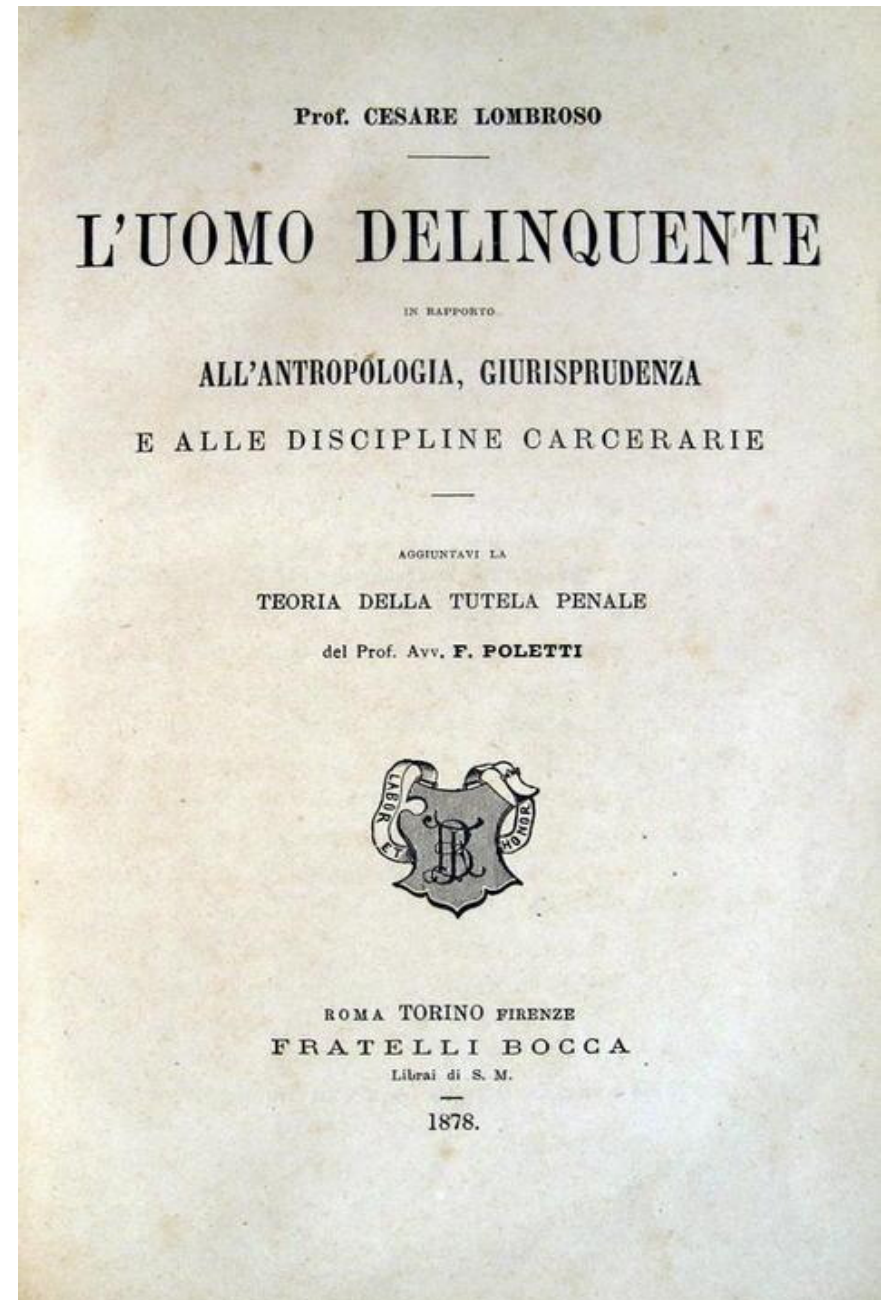 Prof. CESARE LOMBROSO
L'UOMO DELINQUENTE
IN RAPPORTO
ALL'ANTROPOLOGIA, GIURISPRUDENZA
E ALLE DISCIPLINE CARCERARIE
AGGIUNTAVI LA
TEORIA DELLA TUTELA PENALE
del Prof. Avv. F. POLETTI
LABOR ET HONOR
ROMA TORINO FIRENZE
FRATELLI BOCCA
Librai di S. M.
1878.